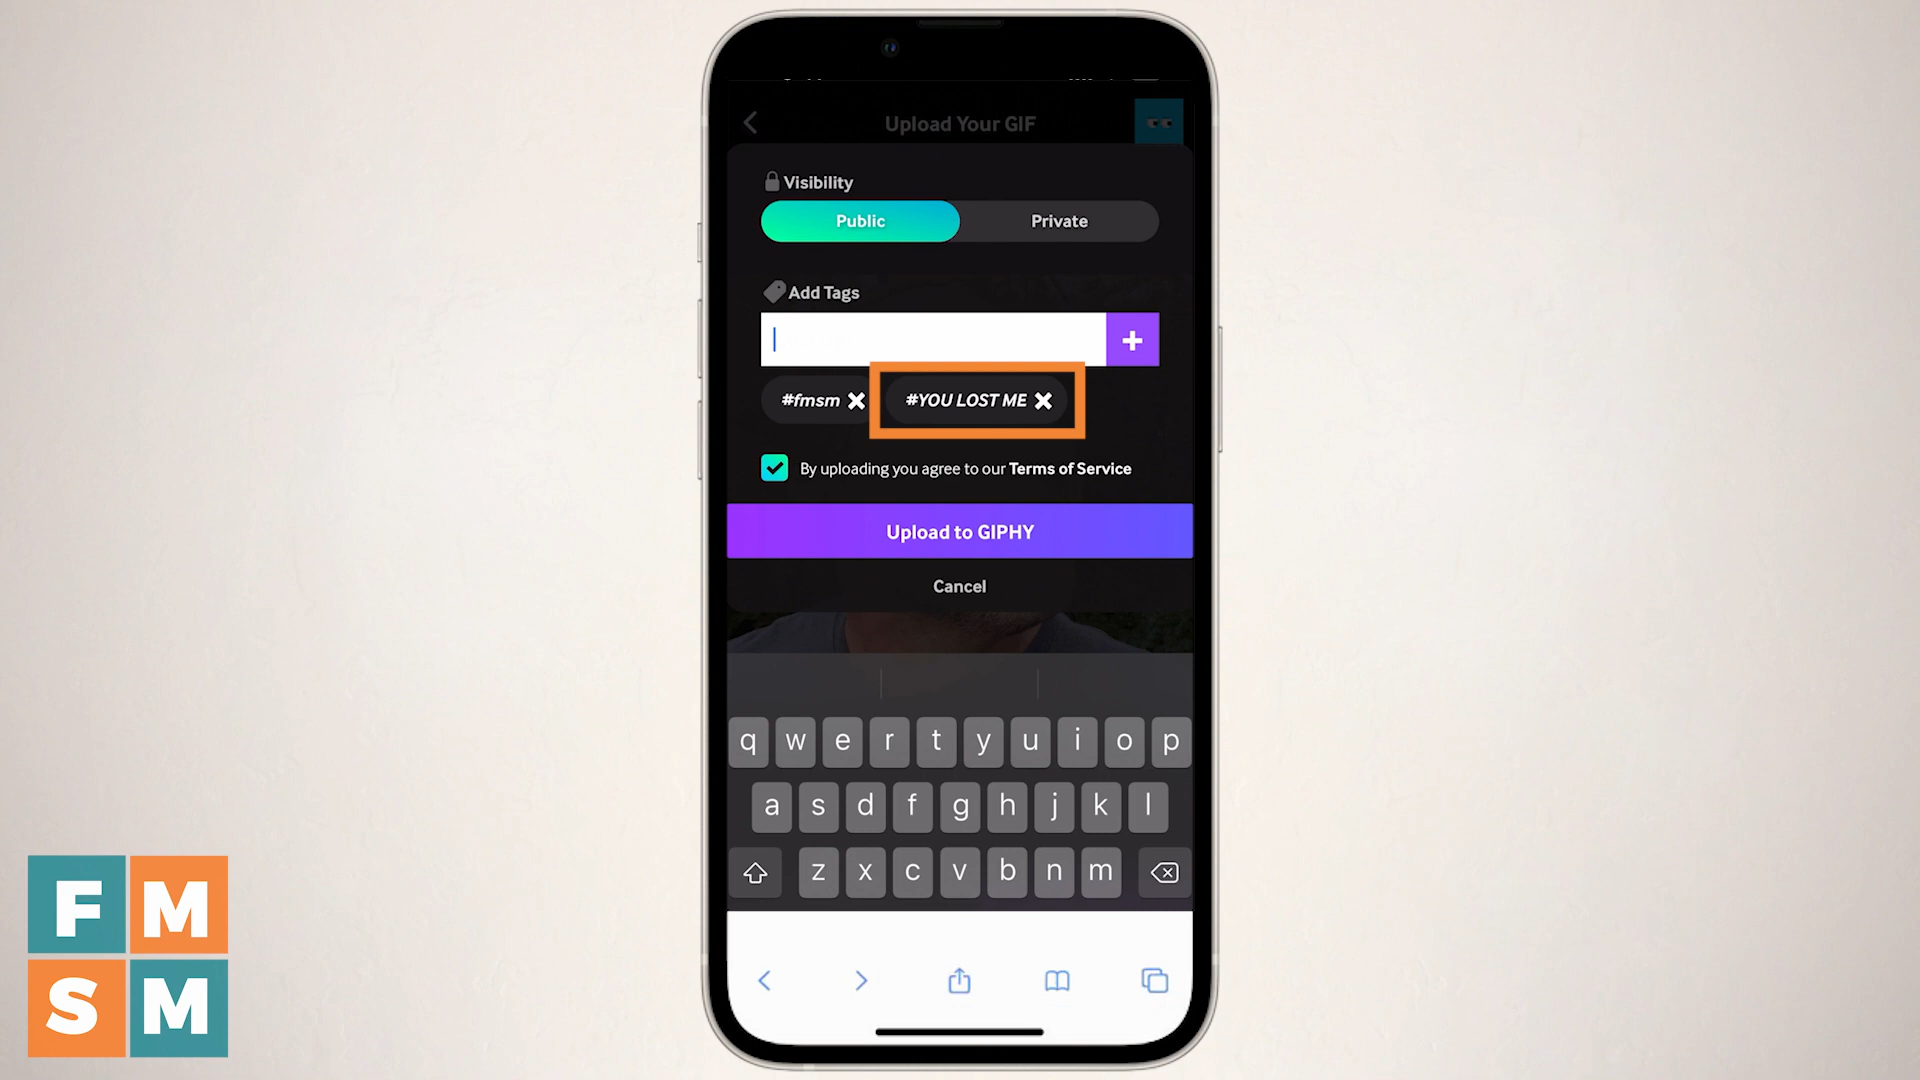 Upload Your GIF
Visibility
Public Private
Add Tags
#fmsm #YOU LOST ME
By uploading you agree to our Terms of Service
Upload to GIPHY
Cancel
q w e r t y u i o p
a s d f g h j k l
z x c v b n m
F M
S M